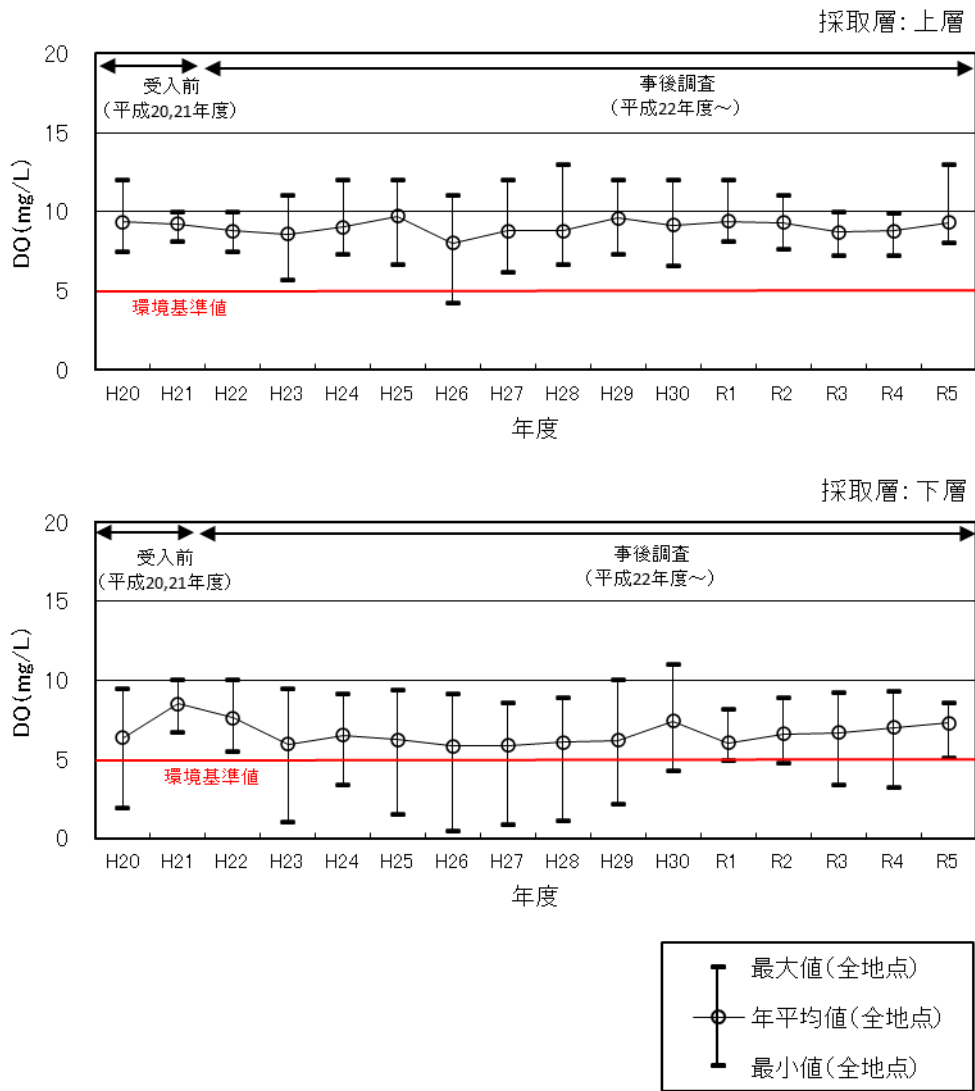 採取層：上層
20
受入前
事後調査
（平成20,21年度）
（平成22年度～）
15
10
DO(mg/L)
5
環境基準値
0
H20 H21 H22 H23 H24 H25 H26 H27 H28 H29 H30 R1 R2 R3 R4 R5
年度
採取層：下層
20
受入前
事後調査
（平成20,21年度）
（平成22年度～）
15
10
DO(mg/L)
5
環境基準値
0
H20 H21 H22 H23 H24 H25 H26 H27 H28 H29 H30 R1 R2 R3 R4 R5
年度
最大値（全地点）
年平均値（全地点）
最小値（全地点）